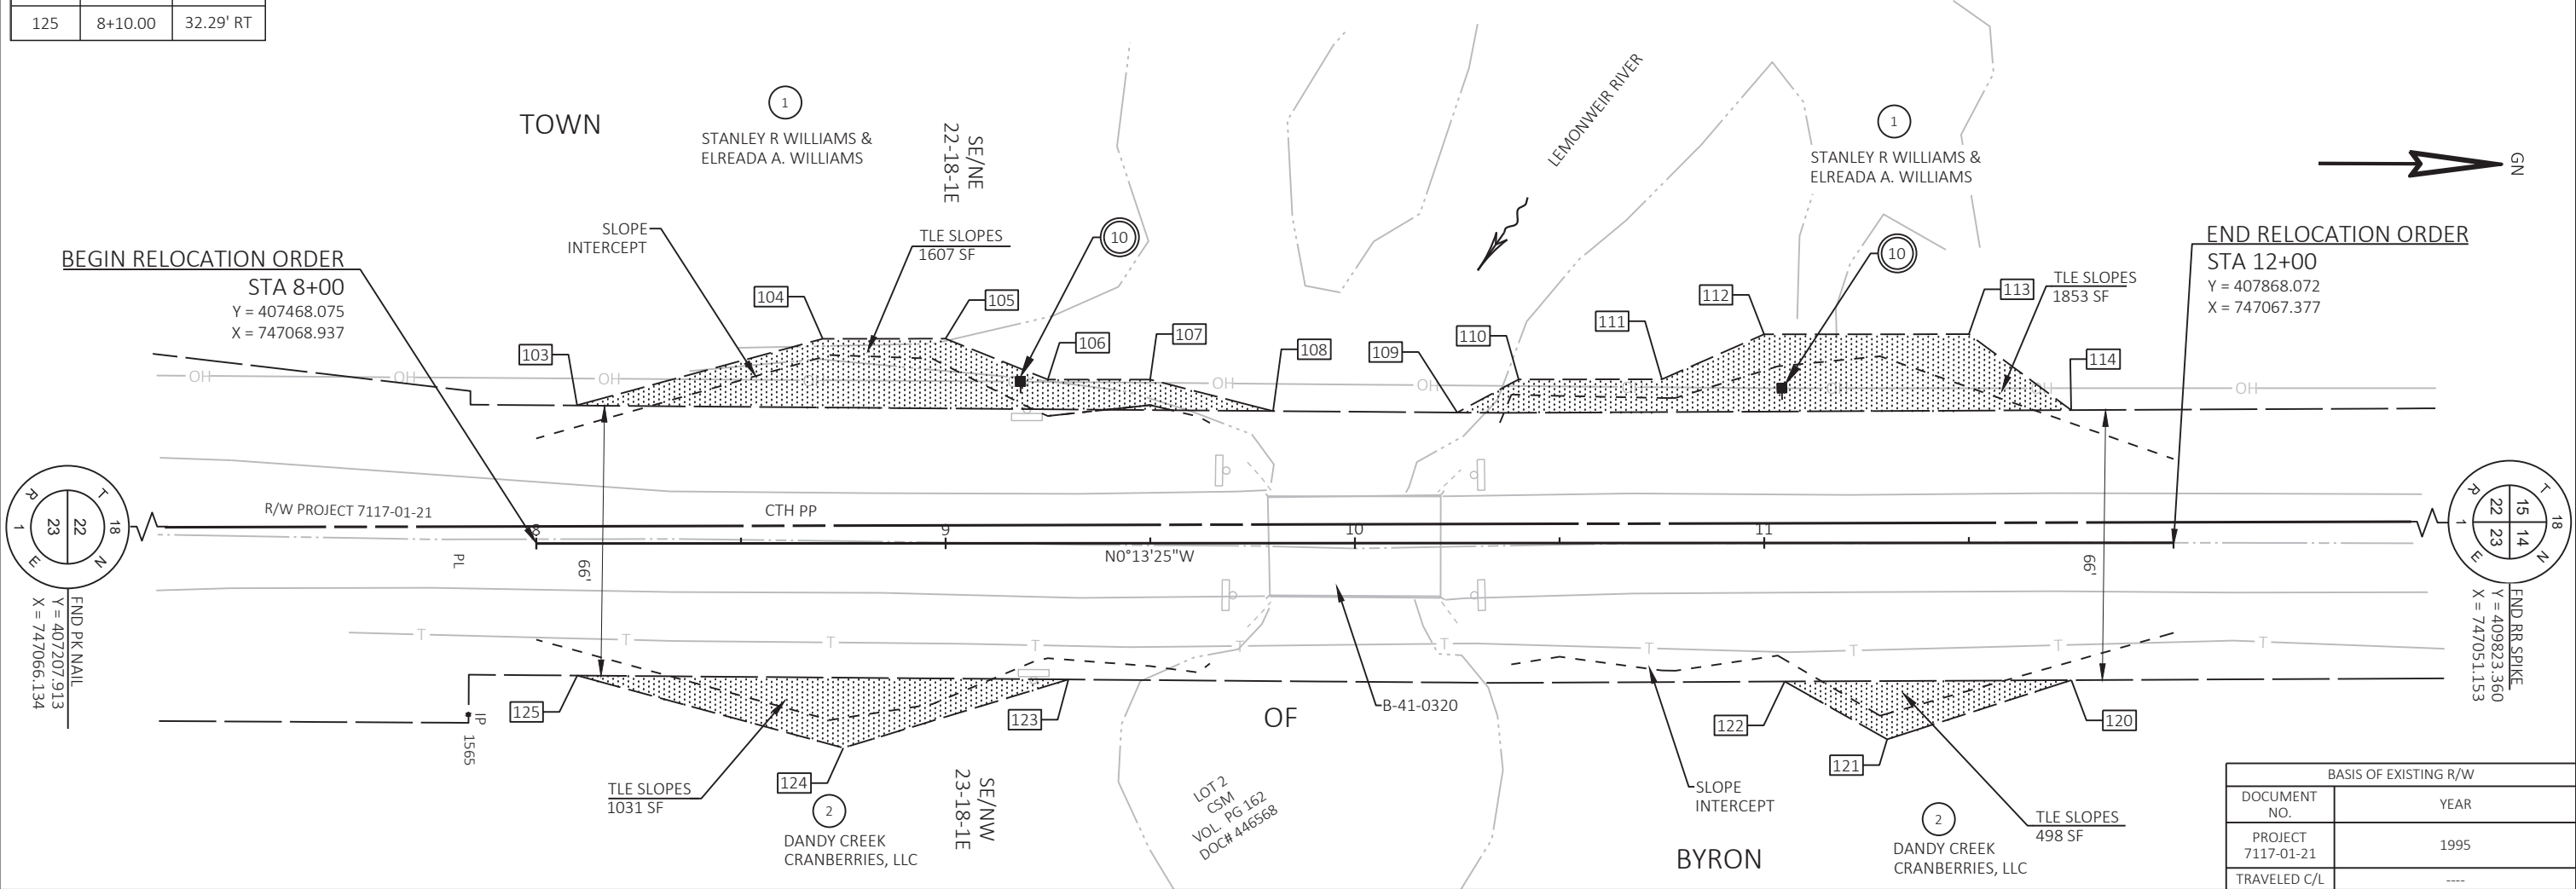 125 8+10.00 32.29' RT
TOWN
1
STANLEY R WILLIAMS &
ELREADA A. WILLIAMS
SE/NE
22-18-1E
LEMONWEIR RIVER
1
STANLEY R WILLIAMS &
ELREADA A. WILLIAMS
GN
BEGIN RELOCATION ORDER
STA 8+00
Y = 407468.075
X = 747068.937
SLOPE
INTERCEPT
TLE SLOPES
1607 SF
10
10
END RELOCATION ORDER
STA 12+00
Y = 407868.072
X = 747067.377
TLE SLOPES
1853 SF
103
104
105
106
107
108
109
110
111
112
113
114
OH
OH
OH
OH
OH
OH
OH
R/W PROJECT 7117-01-21
CTH PP
8
9
10
11
N0°13'25"W
PL
66'
66'
R
T
22
23
18
1
E
N
FND PK NAIL
Y = 407207.913
X = 747066.134
R
T
15
22
14
23
18
1
E
N
FND RR SPIKE
Y = 409823.360
X = 747051.153
T
T
T
T
T
T
T
T
T
T
IP
1565
125
124
123
122
121
120
TLE SLOPES
1031 SF
2
DANDY CREEK
CRANBERRIES, LLC
SE/NW
23-18-1E
OF
B-41-0320
LOT 2
CSM
VOL. PG 162
DOC# 446568
SLOPE
INTERCEPT
BYRON
2
DANDY CREEK
CRANBERRIES, LLC
TLE SLOPES
498 SF
BASIS OF EXISTING R/W
DOCUMENT
NO.
YEAR
PROJECT
7117-01-21
1995
TRAVELED C/L ----